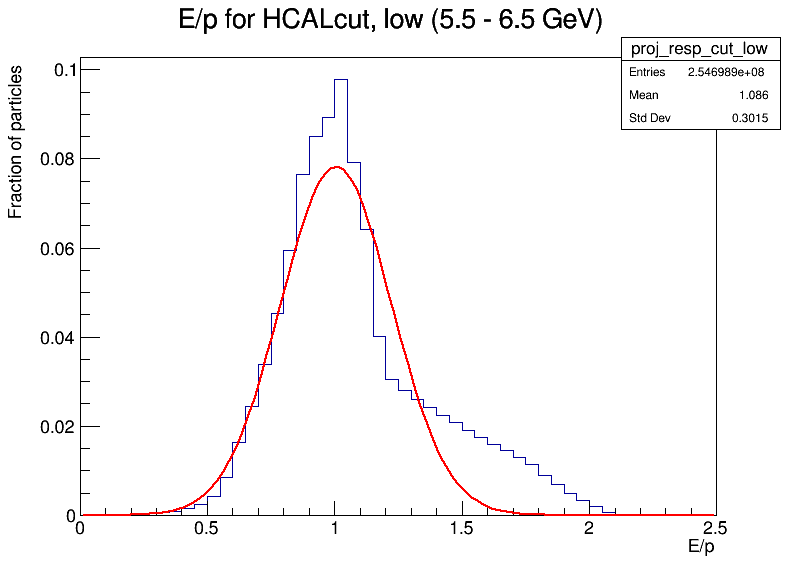 E/p for HCALcut, low (5.5 - 6.5 GeV)
proj_resp_cut_low
Entries 2.546989e+08
Mean 1.086
Std Dev 0.3015
Fraction of particles
0.1
0.08
0.06
0.04
0.02
0
0 0.5 1 1.5 2 2.5
E/p